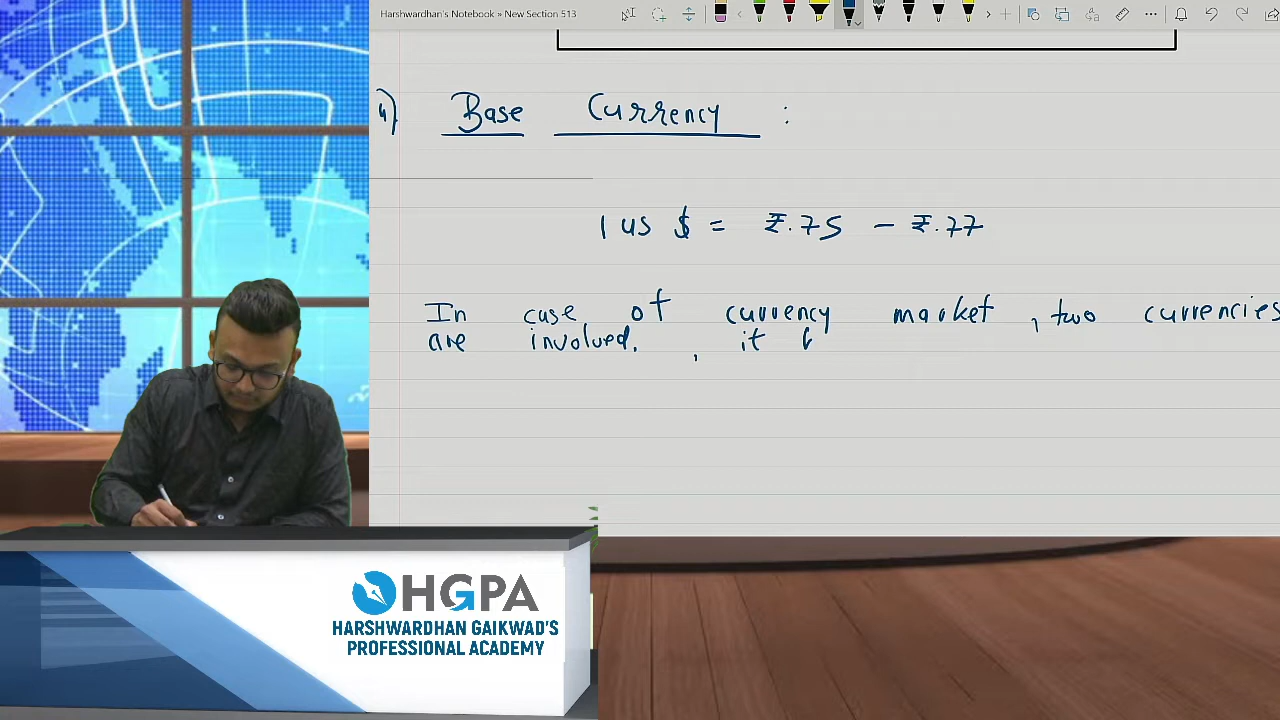 Harshwardhan's Notebook » New Section 513
4) Base Currency :
1 US $ = ₹.75 - ₹.77
In case of currency market, two currencies
are involved. , it
HGPA
HARSHWARDHAN GAIKWAD'S
PROFESSIONAL ACADEMY